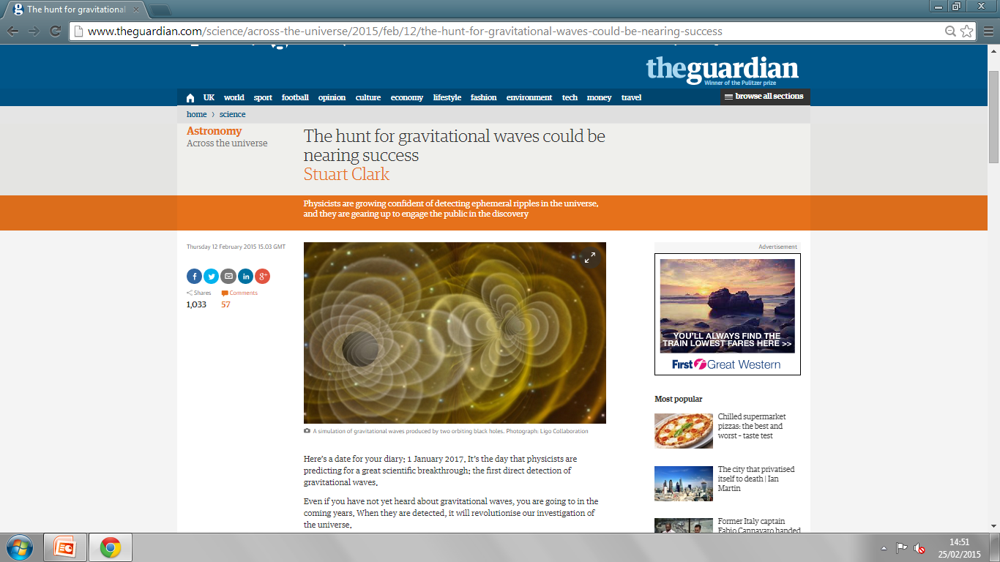 The hunt for gravitational
www.theguardian.com/science/across-the-universe/2015/feb/12/the-hunt-for-gravitational-waves-could-be-nearing-success
theguardian
Winner of the Pulitzer prize
UK world sport football opinion culture economy lifestyle fashion environment tech money travel
browse all sections
home › science
Astronomy
Across the universe
The hunt for gravitational waves could be
nearing success
Stuart Clark
Physicists are growing confident of detecting ephemeral ripples in the universe,
and they are gearing up to engage the public in the discovery
Thursday 12 February 2015 15.03 GMT
Shares Comments
1,033 57
A simulation of gravitational waves produced by two orbiting black holes. Photograph: Ligo Collaboration
Here's a date for your diary: 1 January 2017. It's the day that physicists are
predicting for a great scientific breakthrough: the first direct detection of
gravitational waves.
Even if you have not yet heard about gravitational waves, you are going to in the
coming years. When they are detected, it will revolutionise our investigation of
the universe.
Advertisement
YOU'LL ALWAYS FIND THE
TRAIN LOWEST FARES HERE >>
First Great Western
Most popular
Chilled supermarket
pizzas: the best and
worst – taste test
The city that privatised
itself to death | Ian
Martin
Former Italy captain
Fabio Cannavaro handed
14:51
25/02/2015